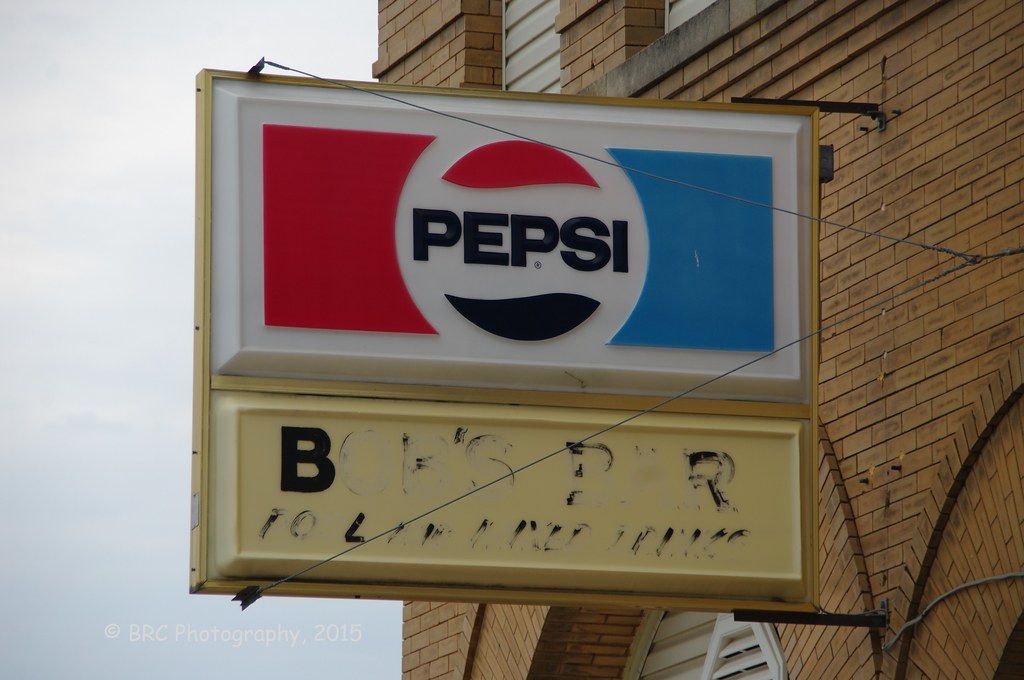 PEPSI
®
BOB'S BAR
© BRC Photography, 2015